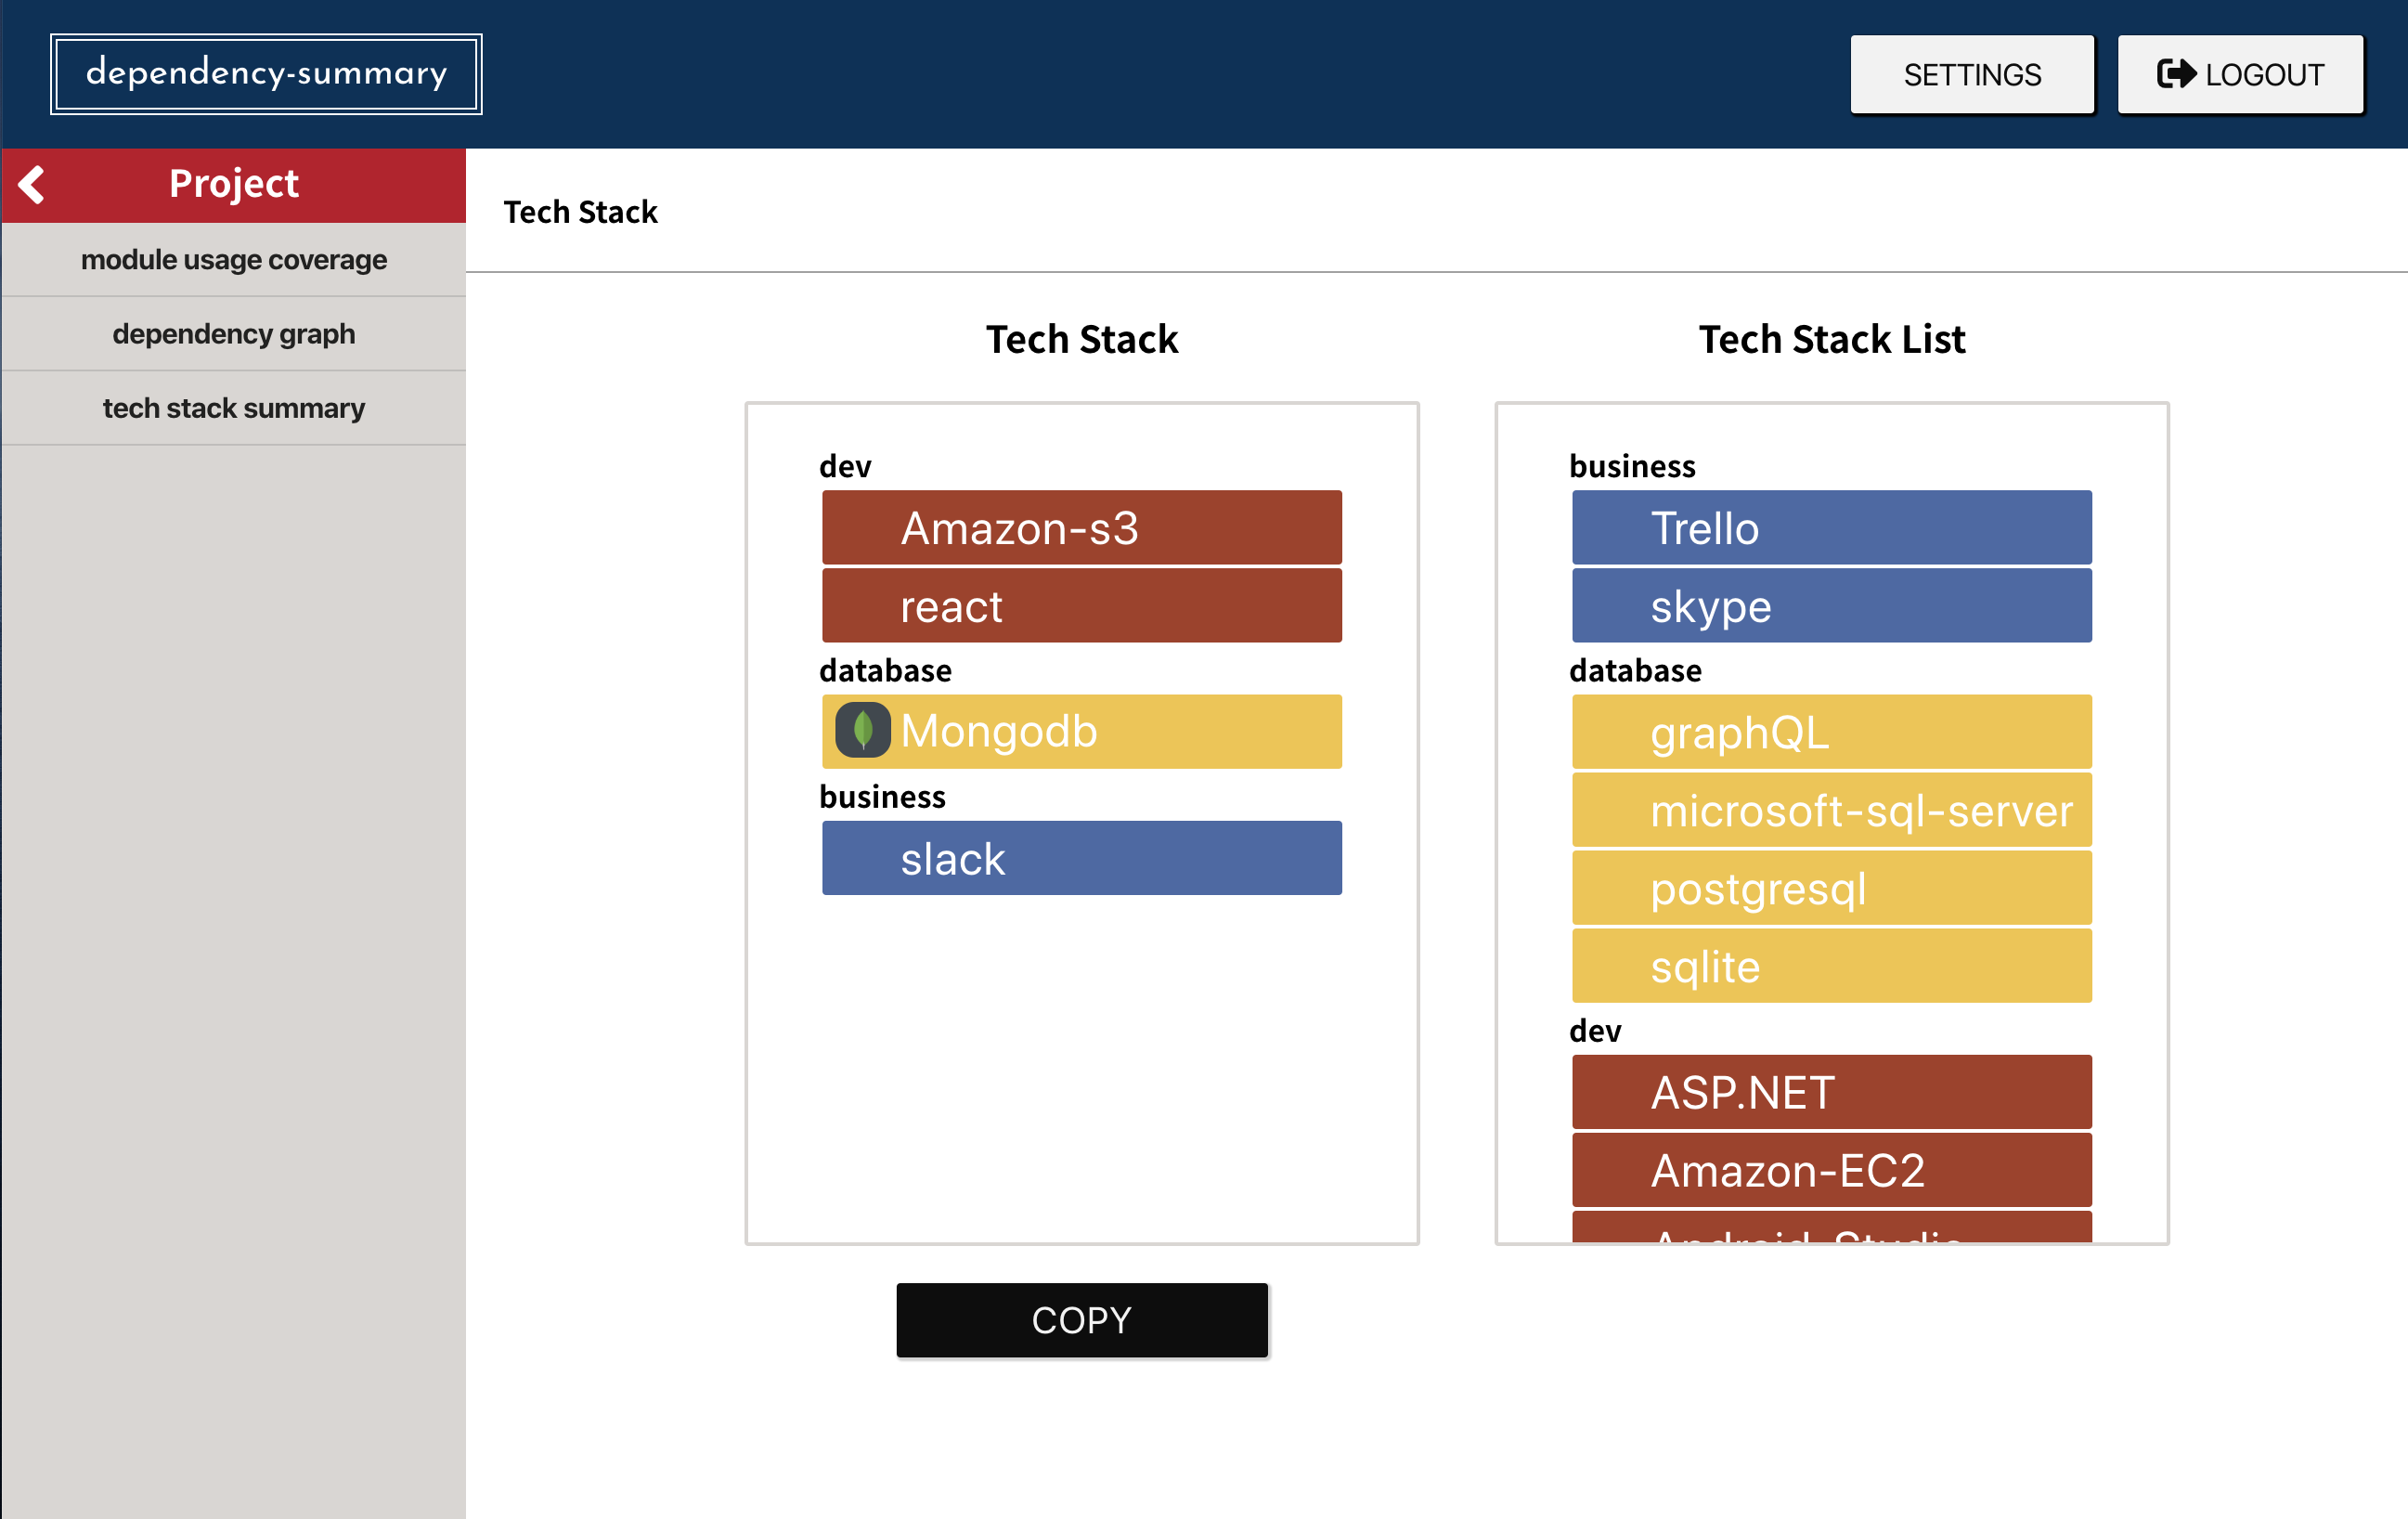 dependency-summary
SETTINGS
LOGOUT
Project
module usage coverage
dependency graph
tech stack summary
Tech Stack
Tech Stack
dev
Amazon-s3
react
database
Mongodb
business
slack
COPY
Tech Stack List
business
Trello
skype
database
graphQL
microsoft-sql-server
postgresql
sqlite
dev
ASP.NET
Amazon-EC2
Android-Studio